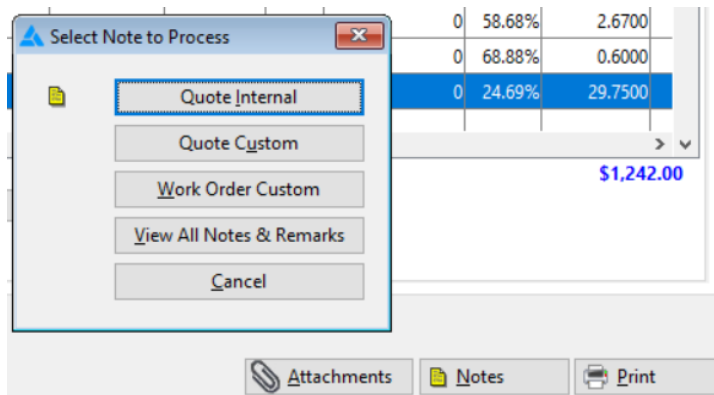 Select Note to Process
0 58.68% 2.6700
0 68.88% 0.6000
Quote Internal
0 24.69% 29.7500
Quote Custom
$1,242.00
Work Order Custom
View All Notes & Remarks
Cancel
Attachments
Notes
Print